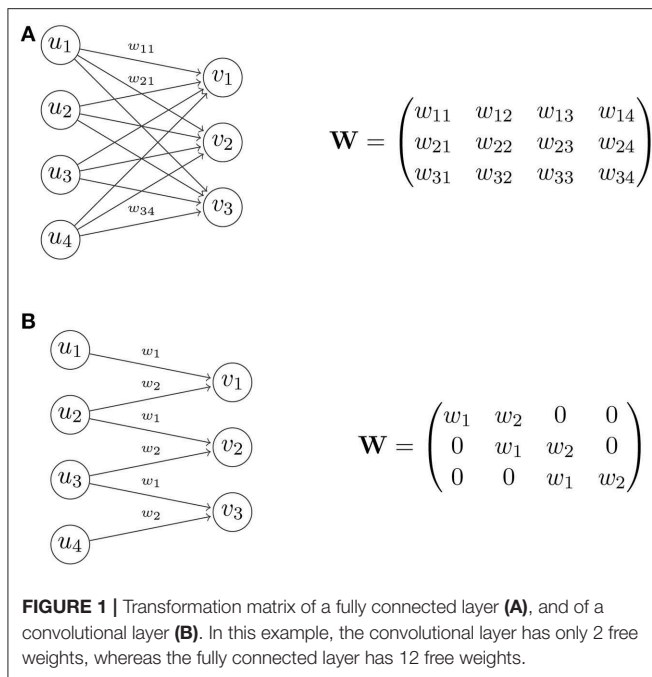 A
u₁
w₁₁
v₁
w₂₁
u₂
v₂
u₃
w₃₄
v₃
u₄
W = (w₁₁ w₁₂ w₁₃ w₁₄
w₂₁ w₂₂ w₂₃ w₂₄
w₃₁ w₃₂ w₃₃ w₃₄)
B
u₁
w₁
w₂
v₁
u₂
w₁
w₂
v₂
u₃
w₁
w₂
v₃
u₄
W = (w₁ w₂ 0 0
0 w₁ w₂ 0
0 0 w₁ w₂)
FIGURE 1 | Transformation matrix of a fully connected layer (A), and of a
convolutional layer (B). In this example, the convolutional layer has only 2 free
weights, whereas the fully connected layer has 12 free weights.